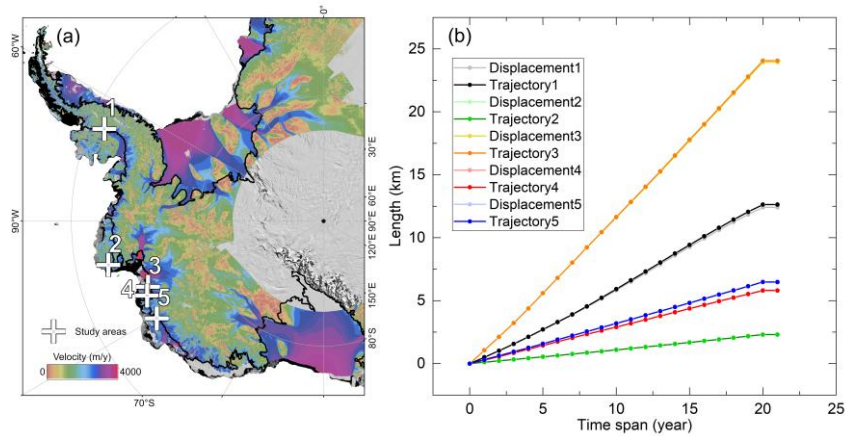 (a)
0°
60°W
1
30°E
60°E
90°W
90°E
120°E
2
3
4
5
150°E
Study areas
Velocity (m/y)
0 4000
80°S
70°S
(b)
25
20
15
10
5
0
Length (km)
Displacement1
Trajectory1
Displacement2
Trajectory2
Displacement3
Trajectory3
Displacement4
Trajectory4
Displacement5
Trajectory5
0 5 10 15 20 25
Time span (year)